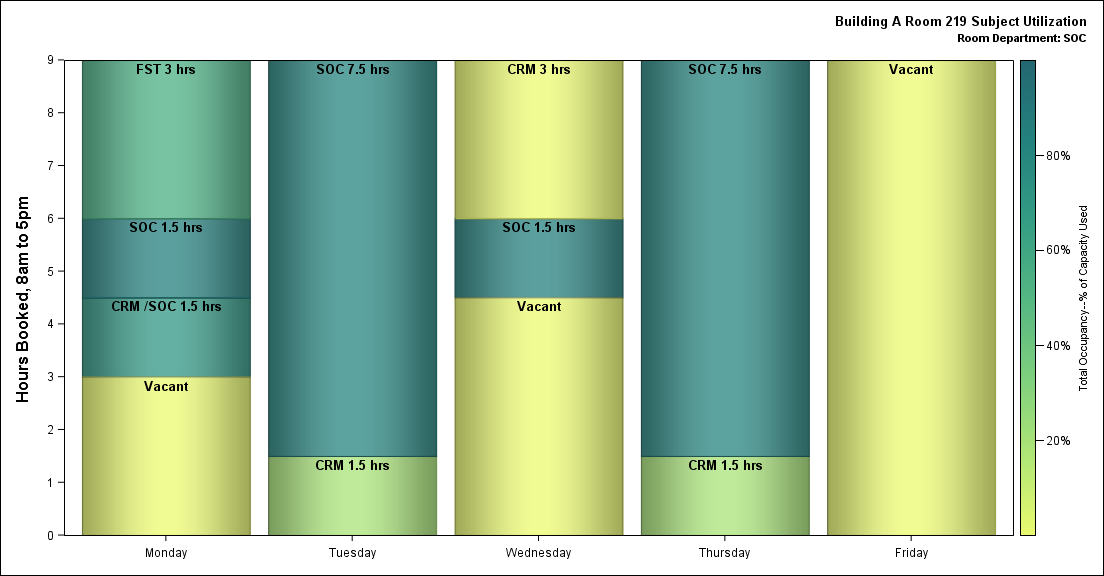 Building A Room 219 Subject Utilization
Room Department: SOC
Hours Booked, 8am to 5pm
9
8
7
6
5
4
3
2
1
0
FST 3 hrs
SOC 1.5 hrs
CRM /SOC 1.5 hrs
Vacant
SOC 7.5 hrs
CRM 1.5 hrs
CRM 3 hrs
SOC 1.5 hrs
Vacant
SOC 7.5 hrs
CRM 1.5 hrs
Vacant
Monday
Tuesday
Wednesday
Thursday
Friday
80%
60%
40%
20%
Total Occupancy--% of Capacity Used